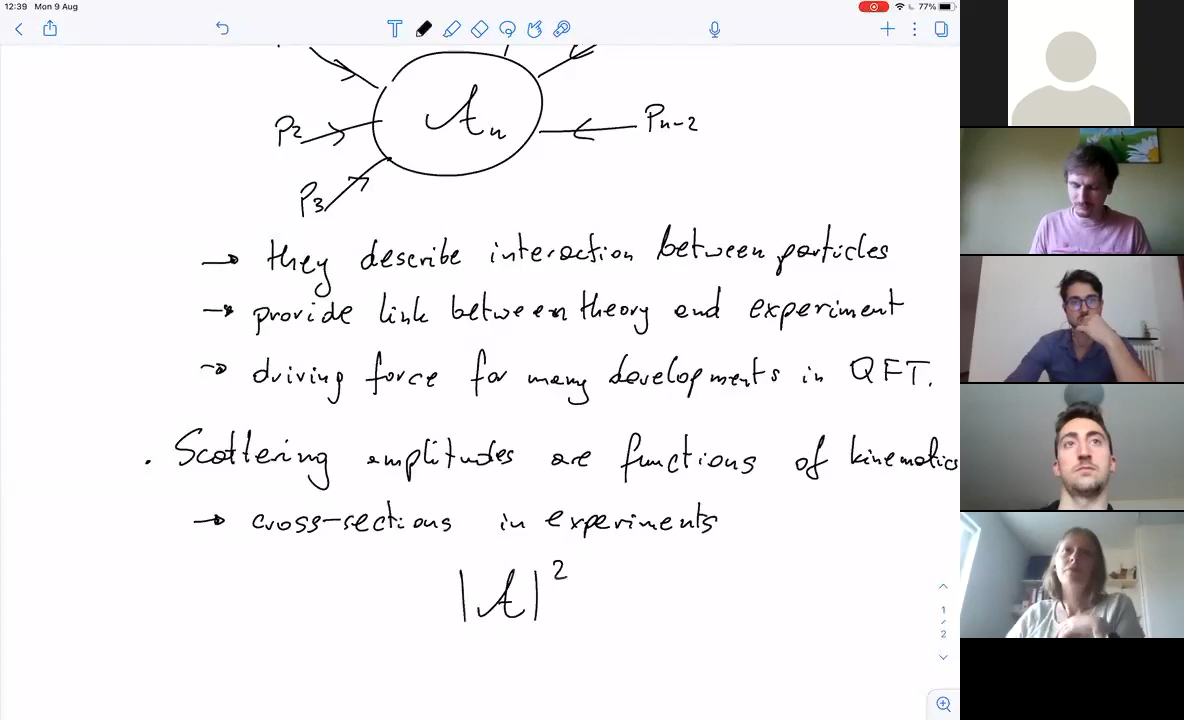 12:39 Mon 9 Aug
77%
T
𝒜n
P2
Pn-2
P3
→ they describe interaction between particles
→ provide link between theory and experiment
→ driving force for many developments in QFT.
. Scattering amplitudes are functions of kinematics
→ cross-sections in experiments
|𝒜|²
1
/
2